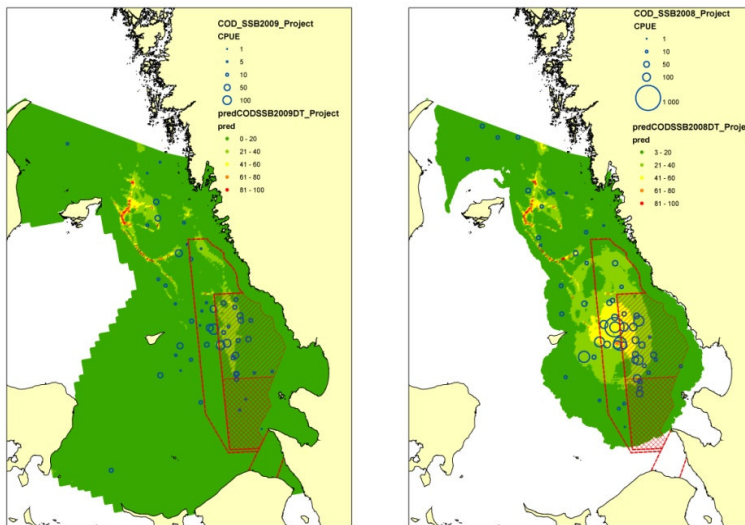 COD_SSB2009_Project
CPUE
1
5
10
50
100
predCODSSB2009DT_Project
pred
0 - 20
21 - 40
41 - 60
61 - 80
81 - 100
COD_SSB2008_Project
CPUE
1
10
50
100
1 000
predCODSSB2008DT_Proj
pred
3 - 20
21 - 40
41 - 60
61 - 80
81 - 100